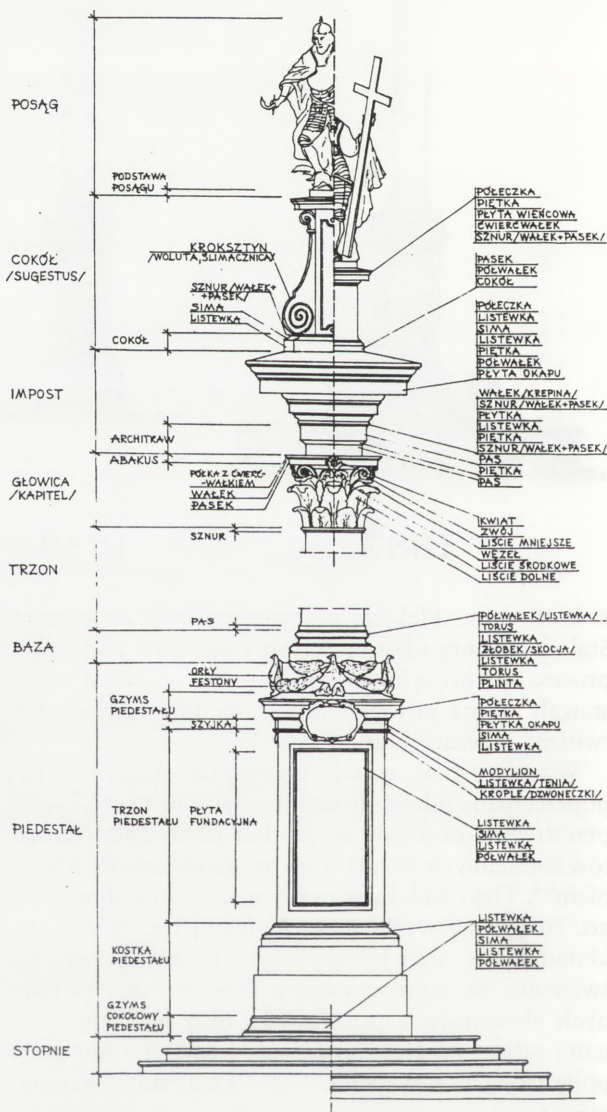 POSĄG
PODSTAWA
POSĄGU
COKÓŁ
/SUGESTUS/
KROKSZTYN
/WOLUTA, ŚLIMACZNICA/
SZNUR/WAŁEK+
+PASEK/
SIMA
LISTEWKA
COKÓŁ
IMPOST
ARCHITRAW
ABAKUS
GŁOWICA
/KAPITEL/
PÓŁKA Z ĆWIERĆ-
-WAŁKIEM
WAŁEK
PASEK
SZNUR
TRZON
PAS
BAZA
ORŁY
FESTONY
GZYMS
PIEDESTAŁU
SZYJKA
PIEDESTAŁ
TRZON
PIEDESTAŁU
PŁYTA
FUNDACYJNA
KOSTKA
PIEDESTAŁU
GZYMS
COKOŁOWY
PIEDESTAŁU
STOPNIE
PÓŁECZKA
PIĘTKA
PŁYTA WIEŃCOWA
ĆWIERĆWAŁEK
SZNUR/WAŁEK+PASEK/
PASEK
PÓŁWAŁEK
COKÓŁ
PÓŁECZKA
LISTEWKA
SIMA
LISTEWKA
PIĘTKA
PÓŁWAŁEK
PŁYTA OKAPU
WAŁEK/KREPINA/
SZNUR/WAŁEK+PASEK/
PŁYTKA
LISTEWKA
PIĘTKA
SZNUR/WAŁEK+PASEK/
PAS
PIĘTKA
PAS
KWIAT
ZWÓJ
LIŚCIE MNIEJSZE
WĘZEŁ
LIŚCIE ŚRODKOWE
LIŚCIE DOLNE
PÓŁWAŁEK/LISTEWKA/
TORUS
LISTEWKA
ŻŁOBEK/SKOCJA/
LISTEWKA
TORUS
PLINTA
PÓŁECZKA
PIĘTKA
PŁYTKA OKAPU
SIMA
LISTEWKA
MODYLION
LISTEWKA/TENIA/
KROPLE/DZWONECZKI/
LISTEWKA
SIMA
LISTEWKA
PÓŁWAŁEK
LISTEWKA
PÓŁWAŁEK
SIMA
LISTEWKA
PÓŁWAŁEK